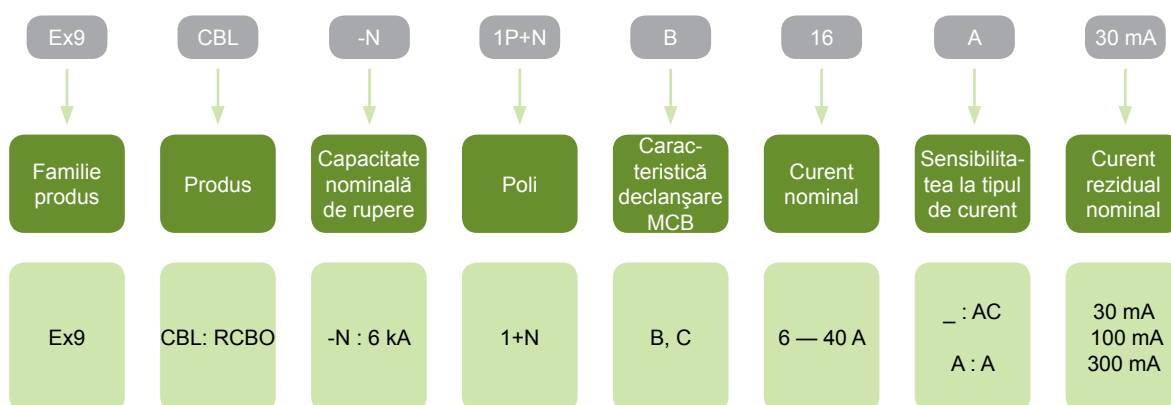 Ex9
CBL
-N
1P+N
B
16
A
30 mA
Familie
produs
Produs
Capacitate
nominală
de rupere
Poli
Carac-
teristică
declanşare
MCB
Curent
nominal
Sensibilita-
tea la tipul
de curent
Curent
rezidual
nominal
Ex9
CBL: RCBO
-N : 6 kA
1+N
B, C
6 — 40 A
_ : AC
A : A
30 mA
100 mA
300 mA